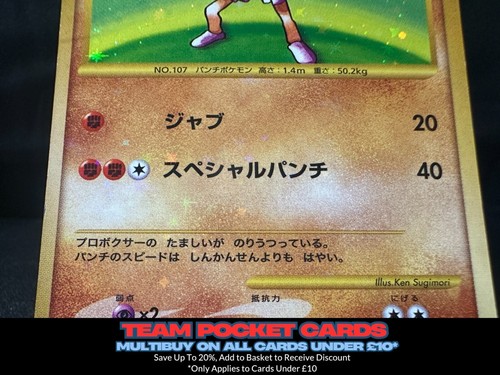 NO.107 パンチポケモン 高さ:1.4m 重さ:50.2kg
ジャブ 20
スペシャルパンチ 40
プロボクサーの たましいが のりうつっている。
パンチのスピードは しんかんせんよりも はやい。
Illus.Ken Sugimori
弱点 抵抗力 にげる
×2
TEAM POCKET CARDS
MULTIBUY ON ALL CARDS UNDER £10*
Save Up To 20%, Add to Basket to Receive Discount
*Only Applies to Cards Under £10